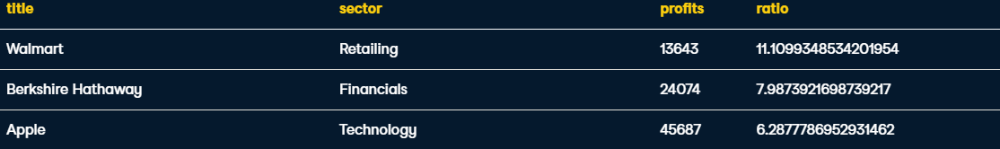 title sector profits ratio
Walmart Retailing 13643 11.1099348534201954
Berkshire Hathaway Financials 24074 7.9873921698739217
Apple Technology 45687 6.2877786952931462